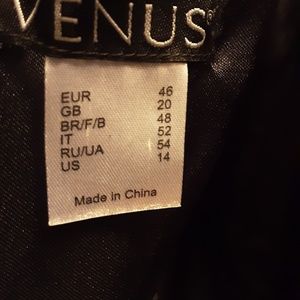 VENUS
EUR 46
GB 20
BR/F/B 48
IT 52
RU/UA 54
US 14
Made in China